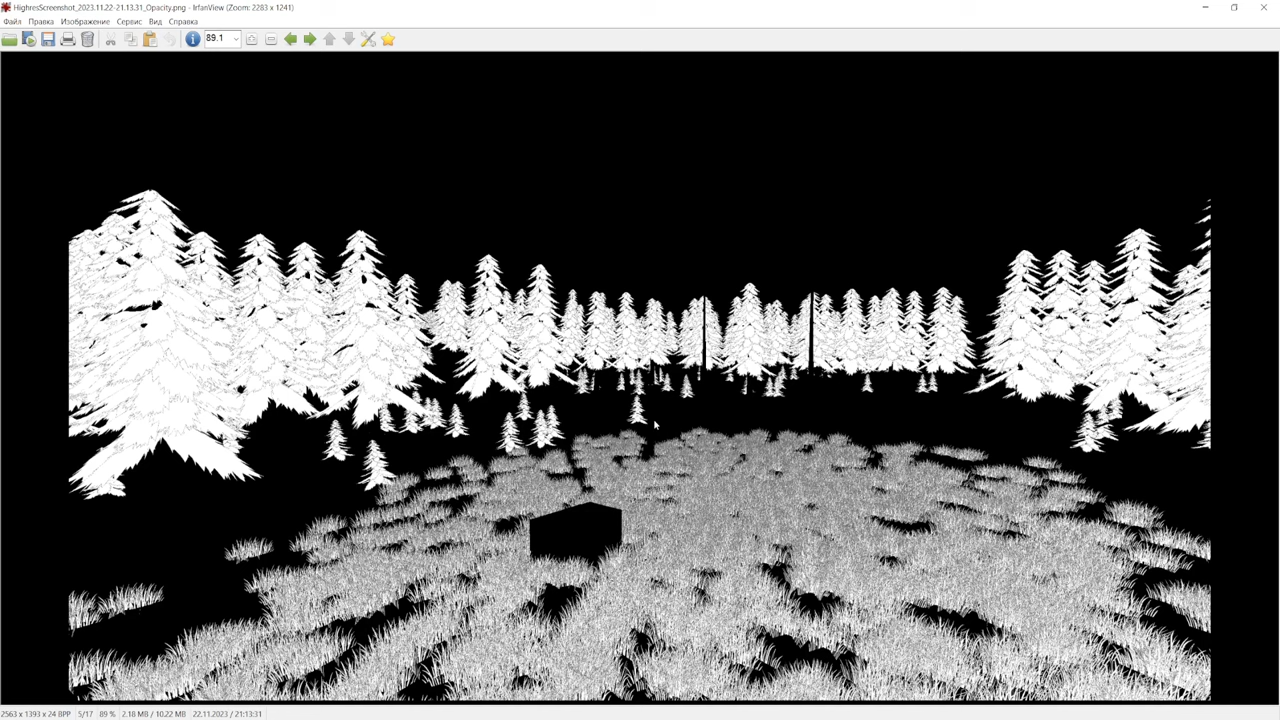 HighresScreenshot_2023.11.22-21.13.31_Opacity.png - IrfanView (Zoom: 2283 x 1241)
Файл Правка Изображение Сервис Вид Справка
89.1
2563 x 1393 x 24 BPP 5/17 89 % 2.18 MB / 10.22 MB 22.11.2023 / 21:13:31